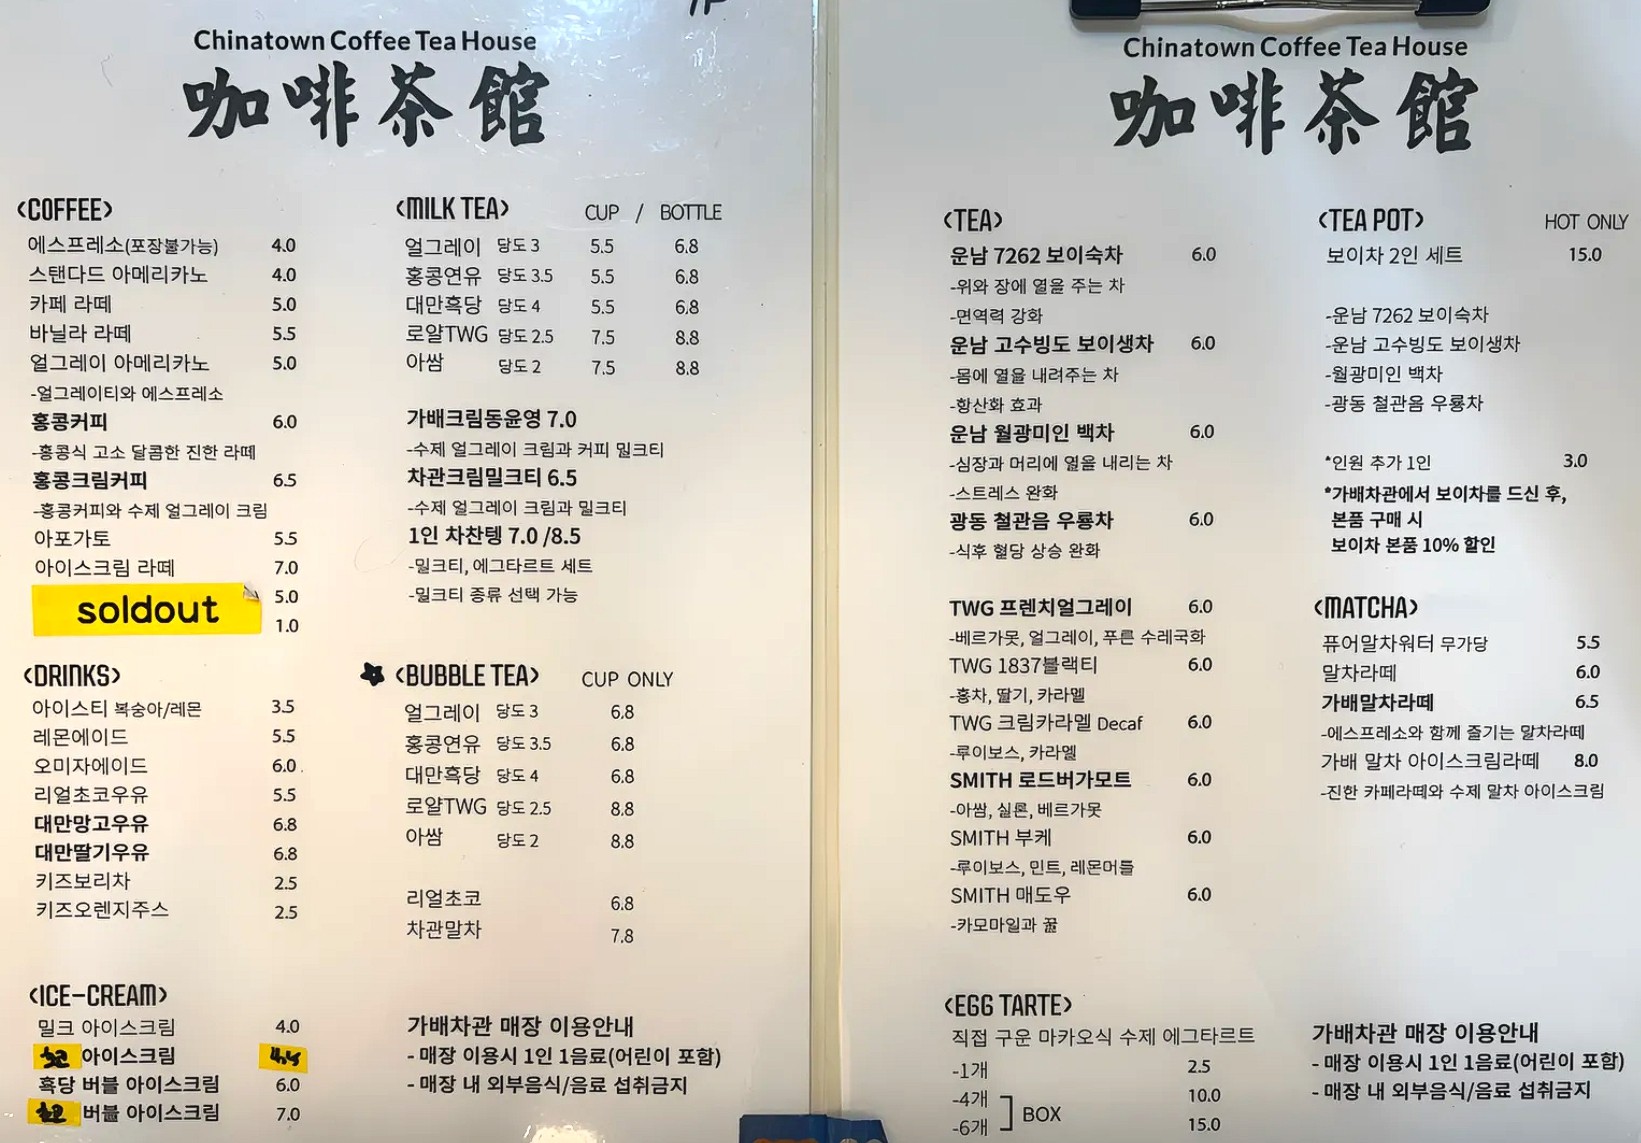 Chinatown Coffee Tea House
咖啡茶館
<COFFEE>
에스프레소(포장불가능) 4.0
스탠다드 아메리카노 4.0
카페 라떼 5.0
바닐라 라떼 5.5
얼그레이 아메리카노 5.0
-얼그레이티와 에스프레소
홍콩커피 6.0
-홍콩식 고소 달콤한 진한 라떼
홍콩크림커피 6.5
-홍콩커피와 수제 얼그레이 크림
아포가토 5.5
아이스크림 라떼 7.0
soldout 5.0
1.0
<DRINKS>
아이스티 복숭아/레몬 3.5
레몬에이드 5.5
오미자에이드 6.0
리얼초코우유 5.5
대만망고우유 6.8
대만딸기우유 6.8
키즈보리차 2.5
키즈오렌지주스 2.5
<ICE-CREAM>
밀크 아이스크림 4.0
초코 아이스크림 4.5
흑당 버블 아이스크림 6.0
초코 버블 아이스크림 7.0
<MILK TEA> CUP / BOTTLE
얼그레이 당도 3 5.5 6.8
홍콩연유 당도 3.5 5.5 6.8
대만흑당 당도 4 5.5 6.8
로얄TWG 당도 2.5 7.5 8.8
아쌈 당도 2 7.5 8.8
가배크림동윤영 7.0
-수제 얼그레이 크림과 커피 밀크티
차관크림밀크티 6.5
-수제 얼그레이 크림과 밀크티
1인 차찬텡 7.0 /8.5
-밀크티, 에그타르트 세트
-밀크티 종류 선택 가능
<BUBBLE TEA> CUP ONLY
얼그레이 당도 3 6.8
홍콩연유 당도 3.5 6.8
대만흑당 당도 4 6.8
로얄TWG 당도 2.5 8.8
아쌈 당도 2 8.8
리얼초코 6.8
차관말차 7.8
가배차관 매장 이용안내
- 매장 이용시 1인 1음료(어린이 포함)
- 매장 내 외부음식/음료 섭취금지
Chinatown Coffee Tea House
咖啡茶館
<TEA>
운남 7262 보이숙차 6.0
-위와 장에 열을 주는 차
-면역력 강화
운남 고수빙도 보이생차 6.0
-몸에 열을 내려주는 차
-항산화 효과
운남 월광미인 백차 6.0
-심장과 머리에 열을 내리는 차
-스트레스 완화
광동 철관음 우룡차 6.0
-식후 혈당 상승 완화
TWG 프렌치얼그레이 6.0
-베르가못, 얼그레이, 푸른 수레국화
TWG 1837블랙티 6.0
-홍차, 딸기, 카라멜
TWG 크림카라멜 Decaf 6.0
-루이보스, 카라멜
SMITH 로드버가모트 6.0
-아쌈, 실론, 베르가못
SMITH 부케 6.0
-루이보스, 민트, 레몬머틀
SMITH 매도우 6.0
-카모마일과 꿀
<EGG TARTE>
직접 구운 마카오식 수제 에그타르트
-1개 2.5
-4개 10.0
BOX
-6개 15.0
<TEA POT> HOT ONLY
보이차 2인 세트 15.0
-운남 7262 보이숙차
-운남 고수빙도 보이생차
-월광미인 백차
-광동 철관음 우룡차
*인원 추가 1인 3.0
*가배차관에서 보이차를 드신 후,
본품 구매 시
보이차 본품 10% 할인
<MATCHA>
퓨어말차워터 무가당 5.5
말차라떼 6.0
가배말차라떼 6.5
-에스프레소와 함께 즐기는 말차라떼
가배 말차 아이스크림라떼 8.0
-진한 카페라떼와 수제 말차 아이스크림
가배차관 매장 이용안내
- 매장 이용시 1인 1음료(어린이 포함)
- 매장 내 외부음식/음료 섭취금지